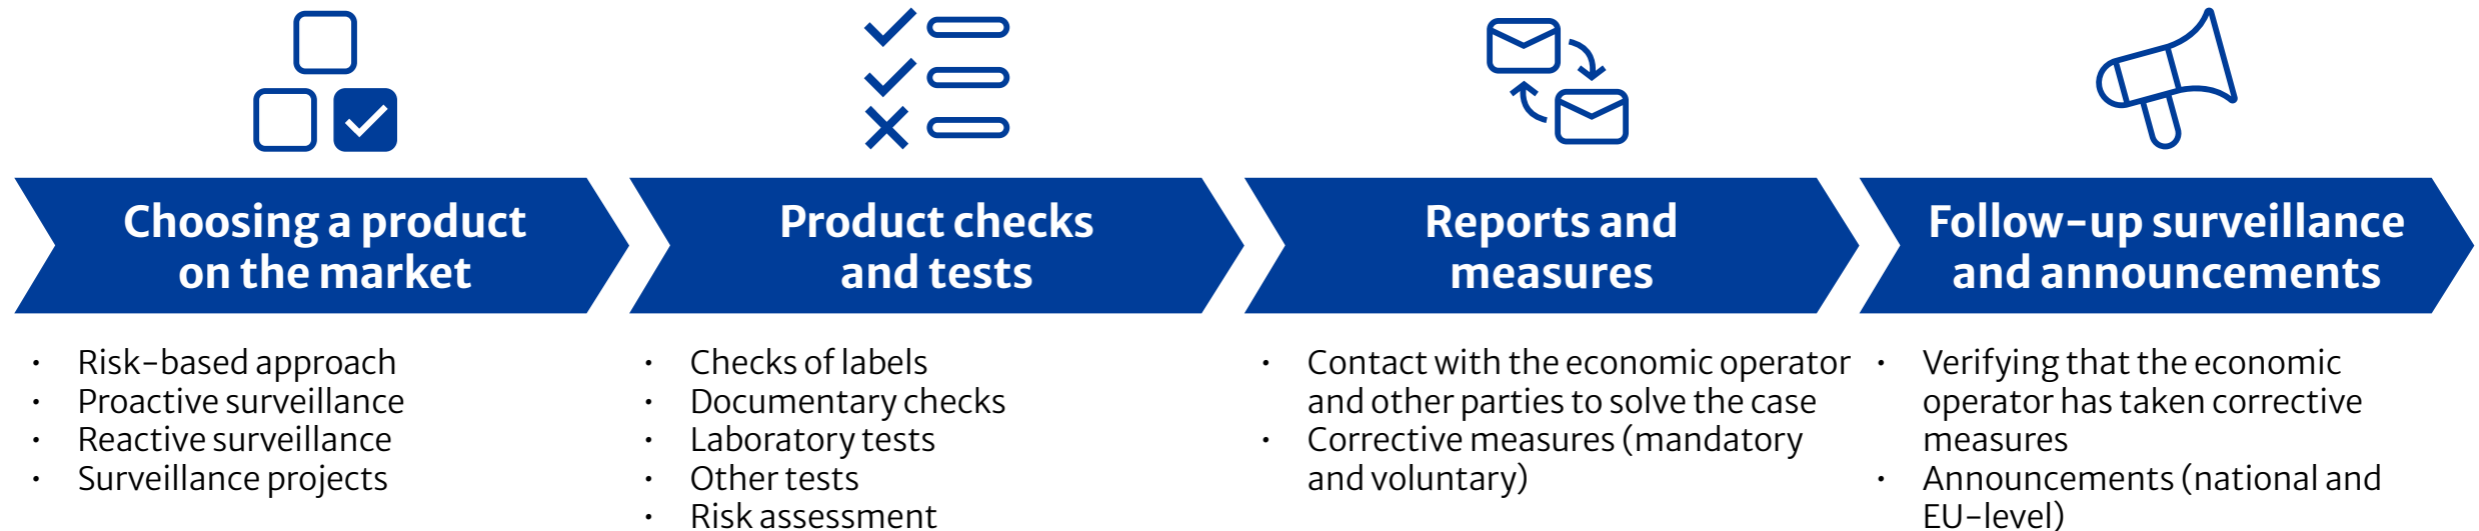 Choosing a product
on the market
Product checks
and tests
Reports and
measures
Follow-up surveillance
and announcements
• Risk-based approach
• Proactive surveillance
• Reactive surveillance
• Surveillance projects
• Checks of labels
• Documentary checks
• Laboratory tests
• Other tests
• Risk assessment
• Contact with the economic operator
and other parties to solve the case
• Corrective measures (mandatory
and voluntary)
• Verifying that the economic
operator has taken corrective
measures
• Announcements (national and
EU-level)